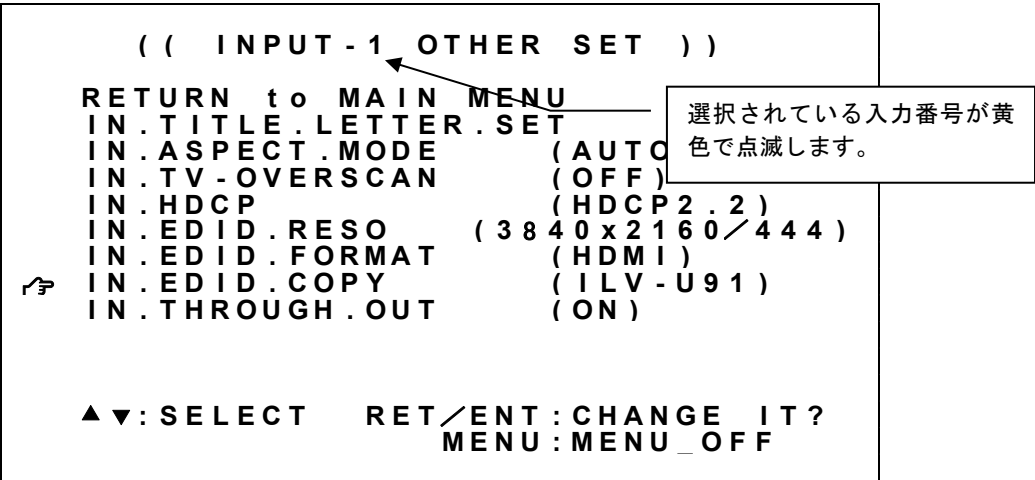 (( INPUT-1 OTHER SET ))
RETURN to MAIN MENU
IN.TITLE.LETTER.SET
IN.ASPECT.MODE (AUTO
IN.TV-OVERSCAN (OFF)
IN.HDCP (HDCP2.2)
IN.EDID.RESO (3840x2160/444)
IN.EDID.FORMAT (HDMI)
IN.EDID.COPY (ILV-U91)
IN.THROUGH.OUT (ON)
▲▼:SELECT RET/ENT:CHANGE IT?
MENU:MENU_OFF
選択されている入力番号が黄
色で点滅します。